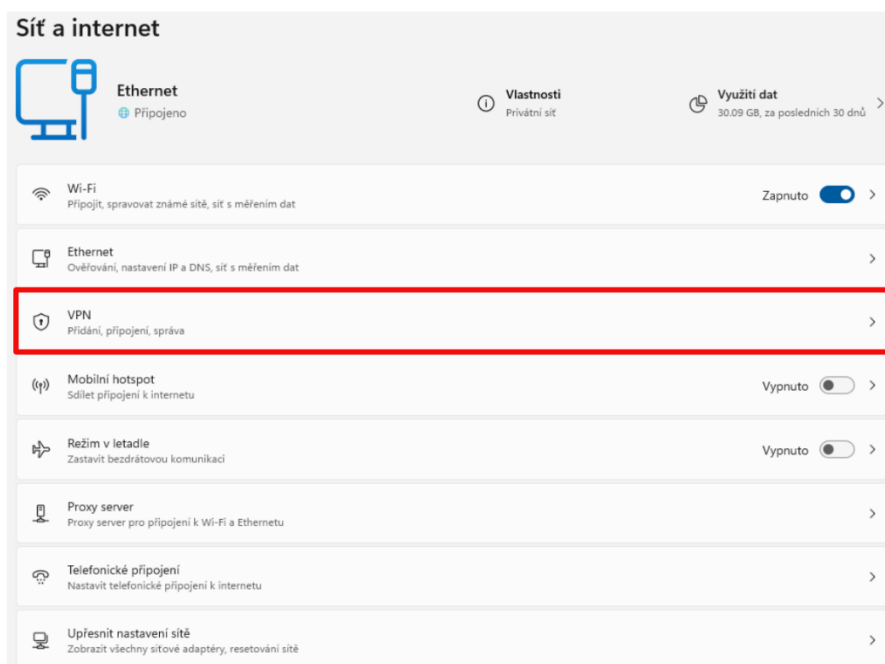 Síť a internet
Ethernet
Připojeno
Vlastnosti
Privátní síť
Využití dat
30.09 GB, za posledních 30 dnů
Wi-Fi
Připojit, spravovat známé sítě, síť s měřením dat
Zapnuto
Ethernet
Ověřování, nastavení IP a DNS, síť s měřením dat
VPN
Přidání, připojení, správa
Mobilní hotspot
Sdílet připojení k internetu
Vypnuto
Režim v letadle
Zastavit bezdrátovou komunikaci
Vypnuto
Proxy server
Proxy server pro připojení k Wi-Fi a Ethernetu
Telefonické připojení
Nastavit telefonické připojení k internetu
Upřesnit nastavení sítě
Zobrazit všechny síťové adaptéry, resetování sítě